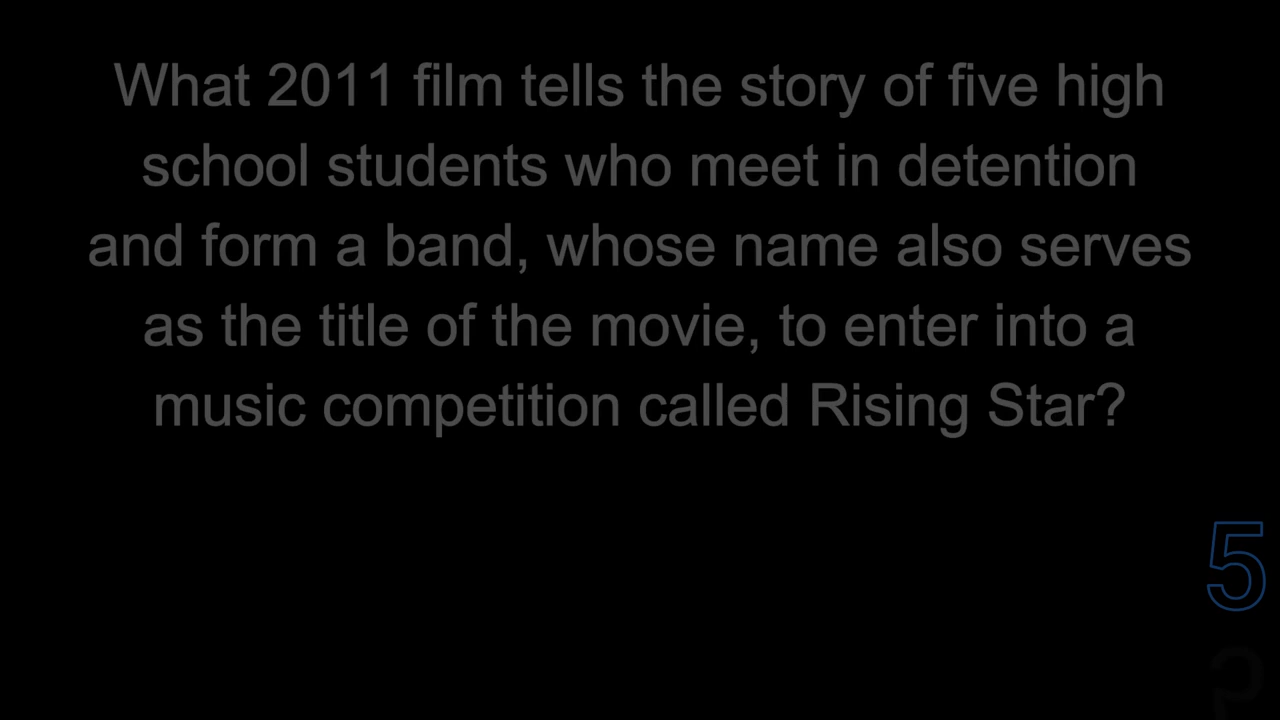 What 2011 film tells the story of five high
school students who meet in detention
and form a band, whose name also serves
as the title of the movie, to enter into a
music competition called Rising Star?
5